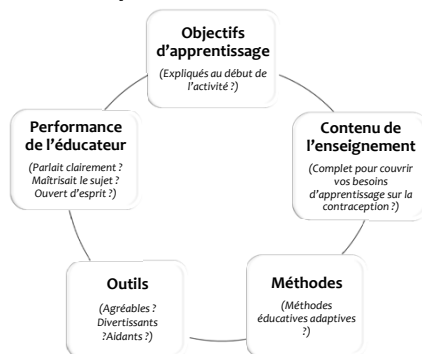 Objectifs
d'apprentissage
(Expliqués au début de
l'activité ?)
Performance
de l'éducateur
(Parlait clairement ?
Maîtrisait le sujet ?
Ouvert d'esprit ?)
Contenu de
l'enseignement
(Complet pour couvrir
vos besoins
d'apprentissage sur la
contraception ?)
Outils
(Agréables ?
Divertissants
?Aidants ?)
Méthodes
(Méthodes
éducatives adaptives
?)